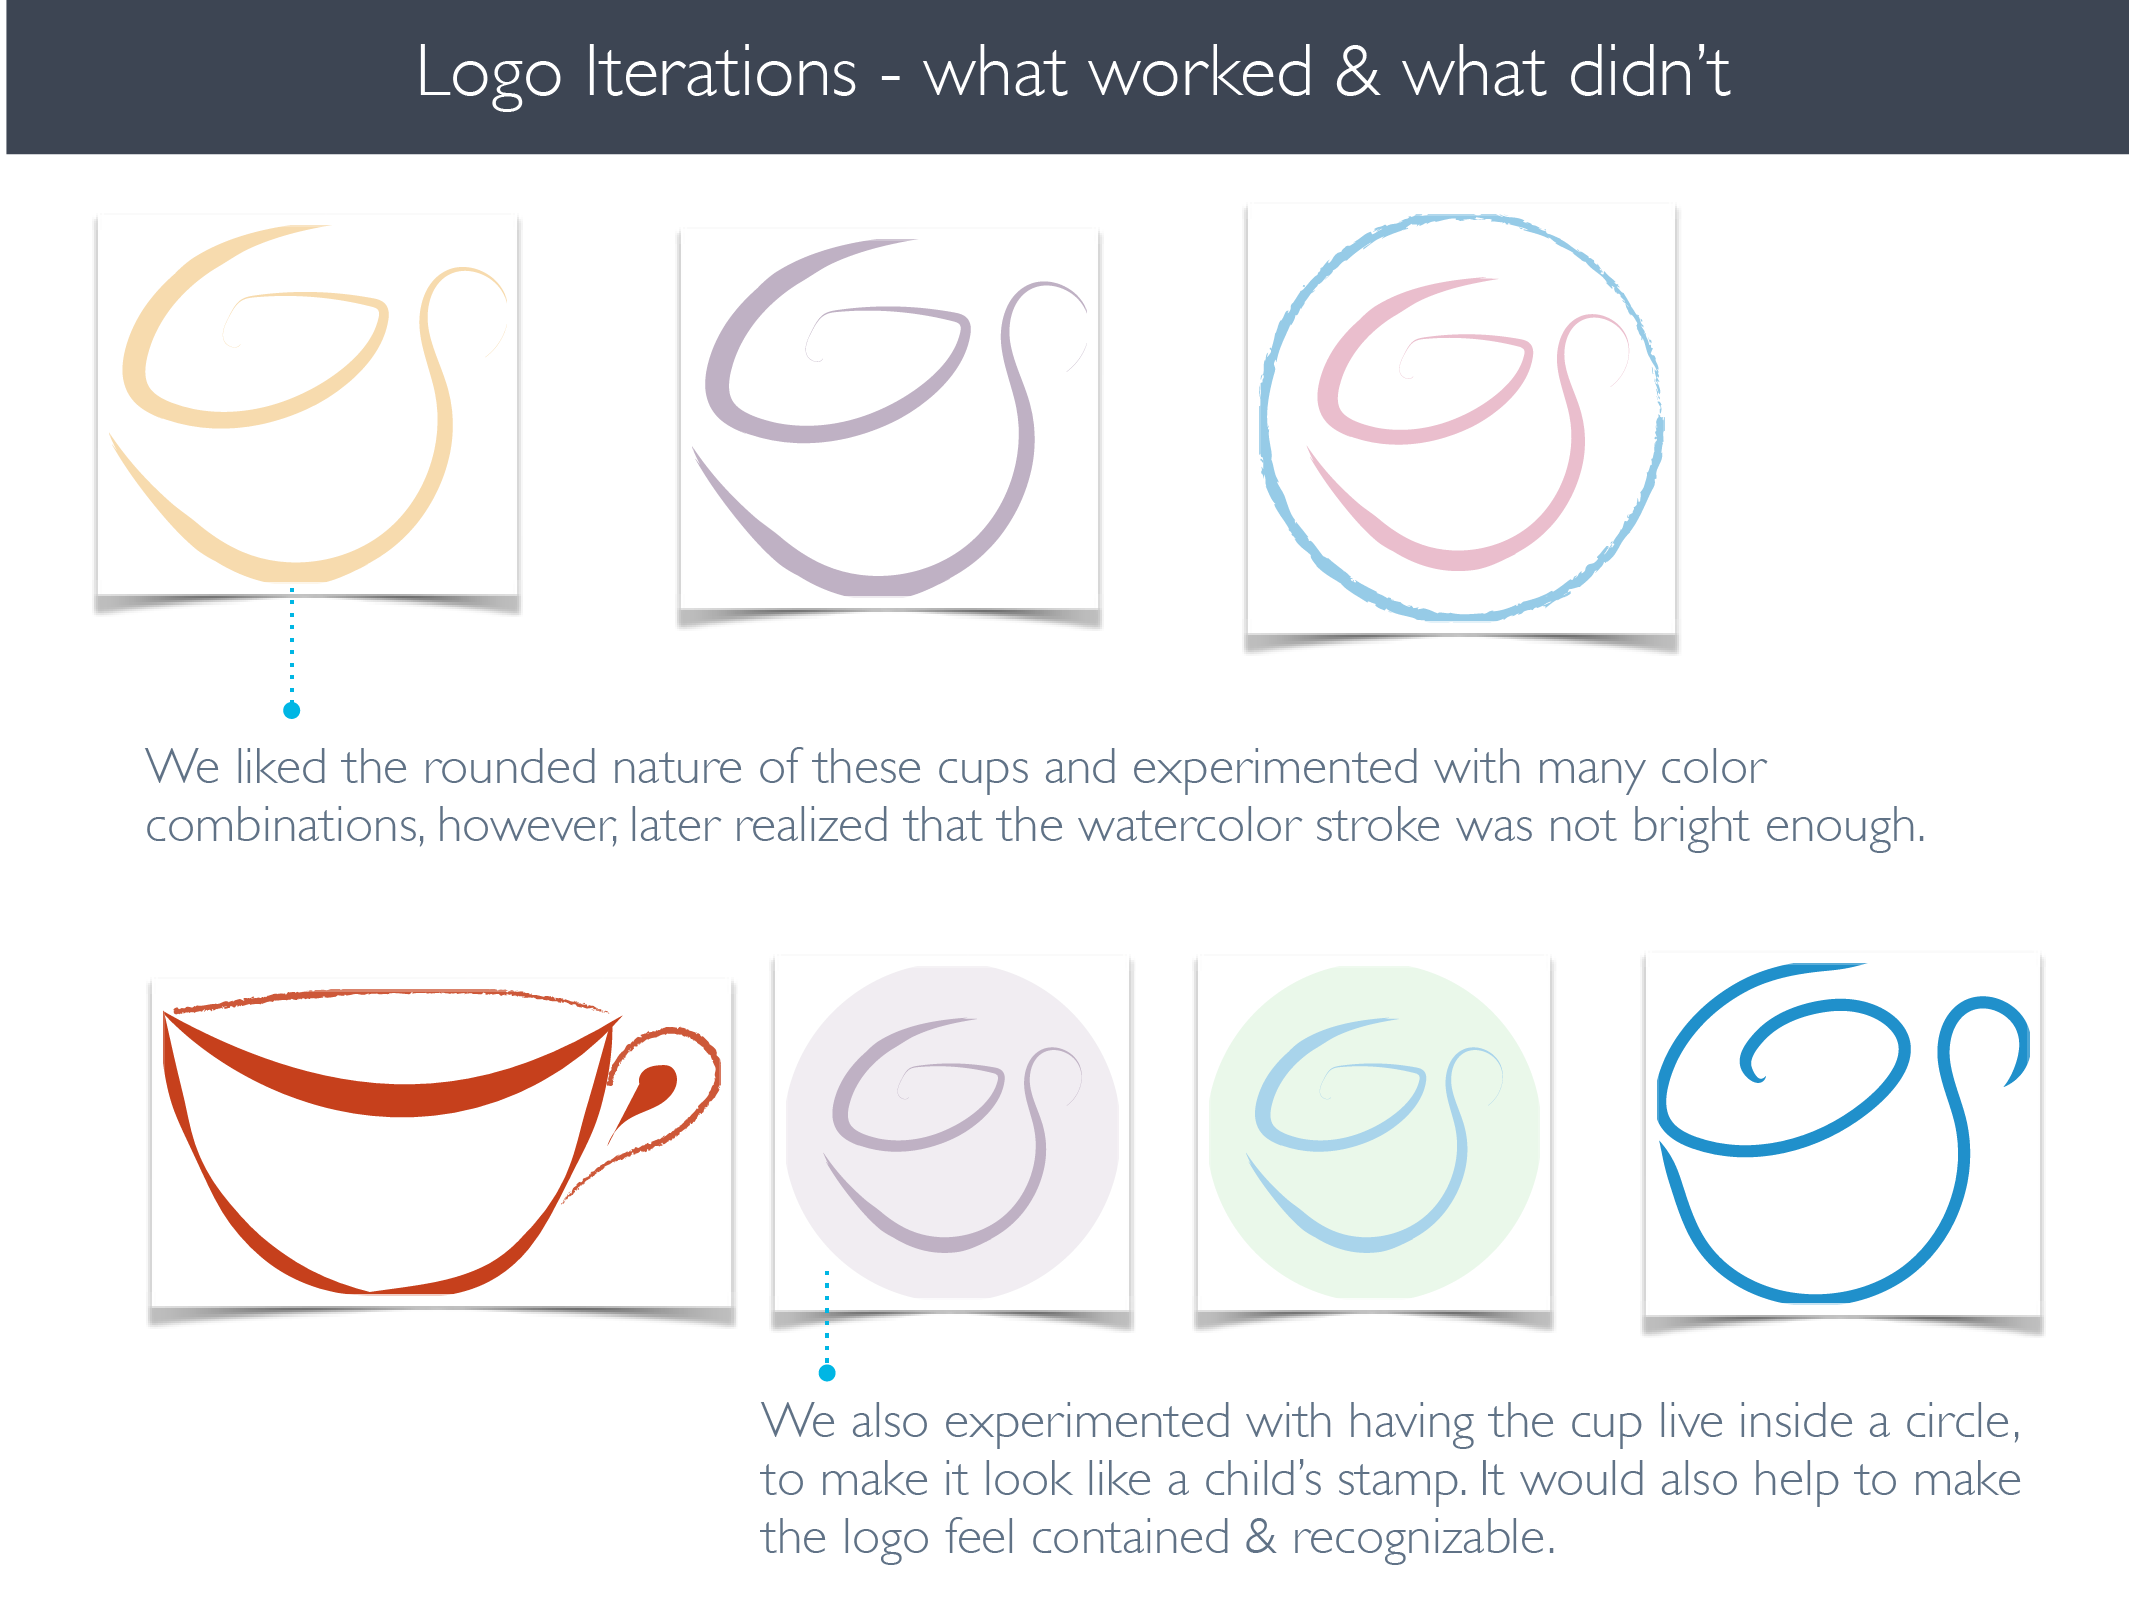 Logo Iterations - what worked & what didn’t
We liked the rounded nature of these cups and experimented with many color
combinations, however, later realized that the watercolor stroke was not bright enough.
We also experimented with having the cup live inside a circle,
to make it look like a child’s stamp. It would also help to make
the logo feel contained & recognizable.